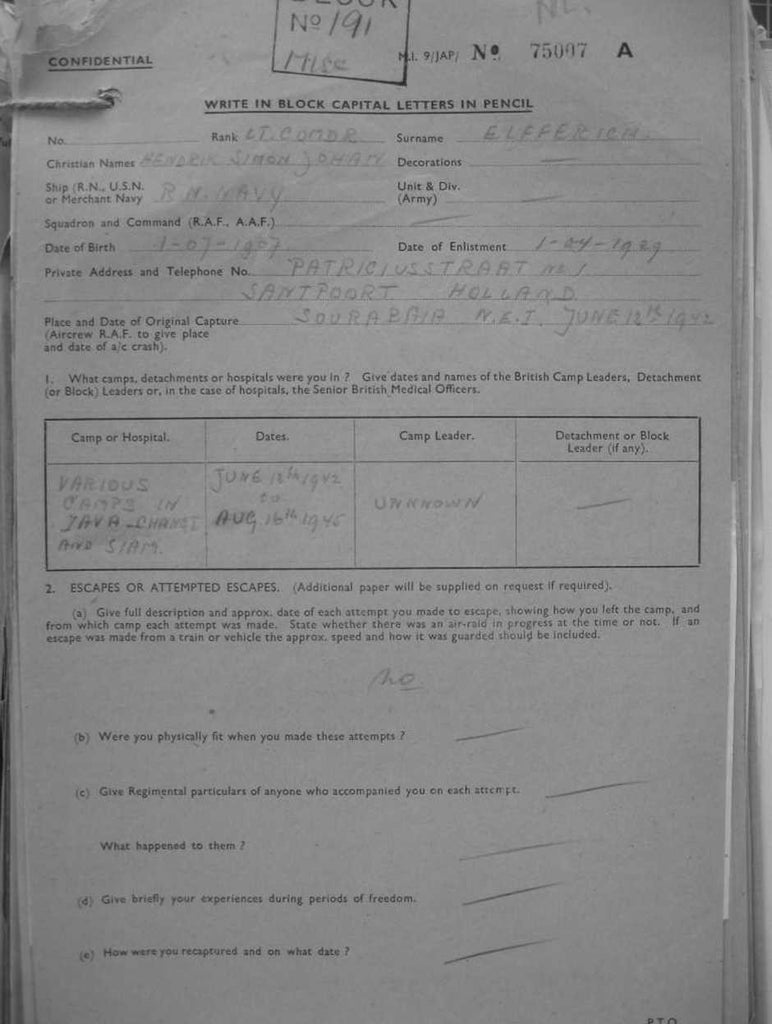 BLOCK
No 191
Misc
NL.
CONFIDENTIAL
M.I. 9/JAP/ No. 75007 A
WRITE IN BLOCK CAPITAL LETTERS IN PENCIL
No. Rank LT. COMDR Surname ELFFERICH.
Christian Names HENDRIK SIMON JOHAN Decorations —
Ship (R.N., U.S.N. or Merchant Navy R.N. NAVY Unit & Div. (Army) —
Squadron and Command (R.A.F., A.A.F.) —
Date of Birth 1-07-1907 Date of Enlistment 1-04-1929
Private Address and Telephone No. PATRICIUSSTRAAT No 1
SANTPOORT HOLLAND
Place and Date of Original Capture SOURABAIA N.E.I. JUNE 12th 1942
(Aircrew R.A.F. to give place
and date of a/c crash).
1. What camps, detachments or hospitals were you in ? Give dates and names of the British Camp Leaders, Detachment
(or Block) Leaders or, in the case of hospitals, the Senior British Medical Officers.
Camp or Hospital. Dates. Camp Leader. Detachment or Block
Leader (if any).
VARIOUS JUNE 12th 1942
CAMPS IN to UNKNOWN —
JAVA-CHANGI AUG 16th 1945
AND SIAM.
2. ESCAPES OR ATTEMPTED ESCAPES. (Additional paper will be supplied on request if required).
(a) Give full description and approx. date of each attempt you made to escape, showing how you left the camp, and
from which camp each attempt was made. State whether there was an air-raid in progress at the time or not. If an
escape was made from a train or vehicle the approx. speed and how it was guarded should be included.
No
(b) Were you physically fit when you made these attempts ? —
(c) Give Regimental particulars of anyone who accompanied you on each attempt. —
What happened to them ? —
(d) Give briefly your experiences during periods of freedom. —
(e) How were you recaptured and on what date ? —
P.T.O.